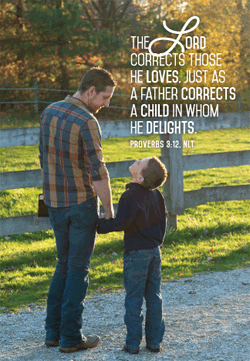 THE LORD
CORRECTS THOSE
HE LOVES, JUST AS
A FATHER CORRECTS
A CHILD IN WHOM
HE DELIGHTS.
PROVERBS 3:12, NLT